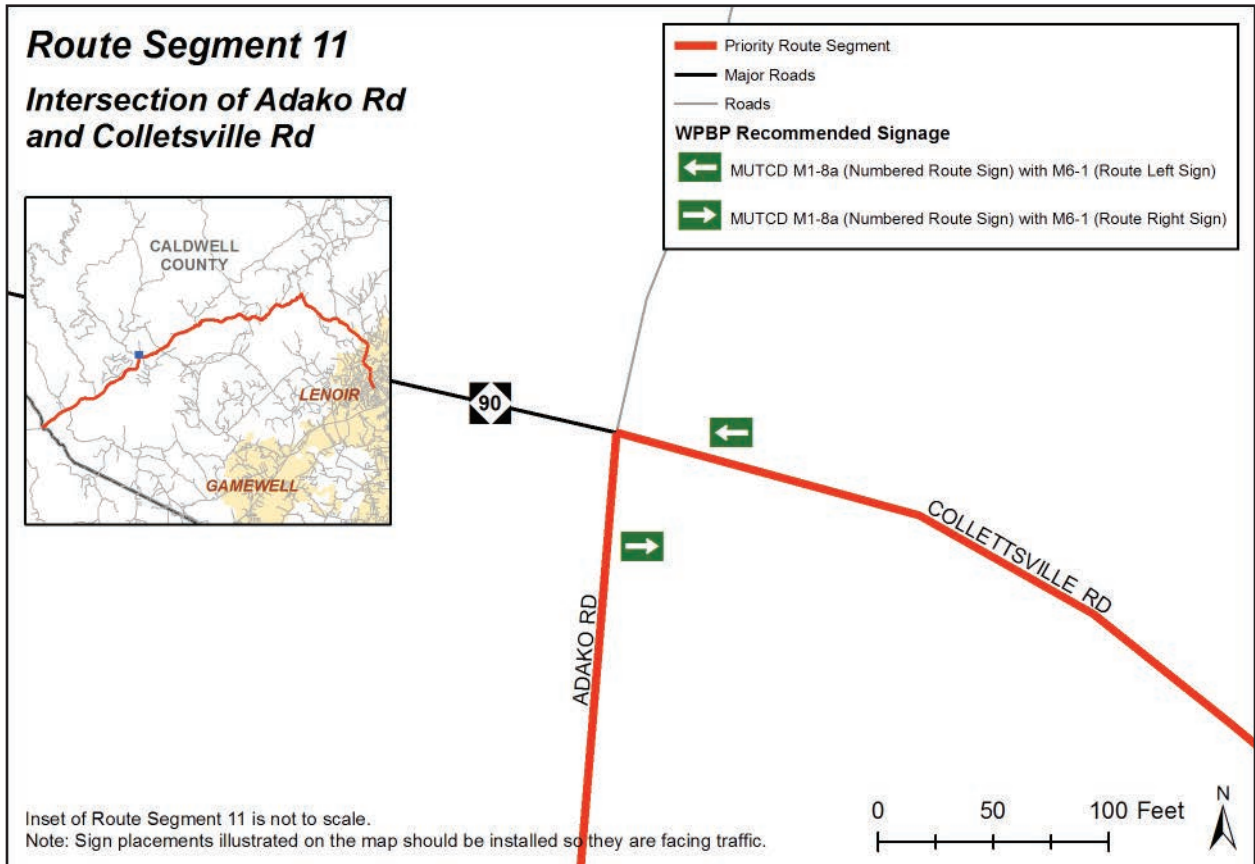 Route Segment 11
Intersection of Adako Rd
and Colletsville Rd
Priority Route Segment
Major Roads
Roads
WPBP Recommended Signage
MUTCD M1-8a (Numbered Route Sign) with M6-1 (Route Left Sign)
MUTCD M1-8a (Numbered Route Sign) with M6-1 (Route Right Sign)
CALDWELL
COUNTY
LENOIR
GAMEWELL
90
COLLETTSVILLE RD
ADAKO RD
Inset of Route Segment 11 is not to scale.
Note: Sign placements illustrated on the map should be installed so they are facing traffic.
0 50 100 Feet
N